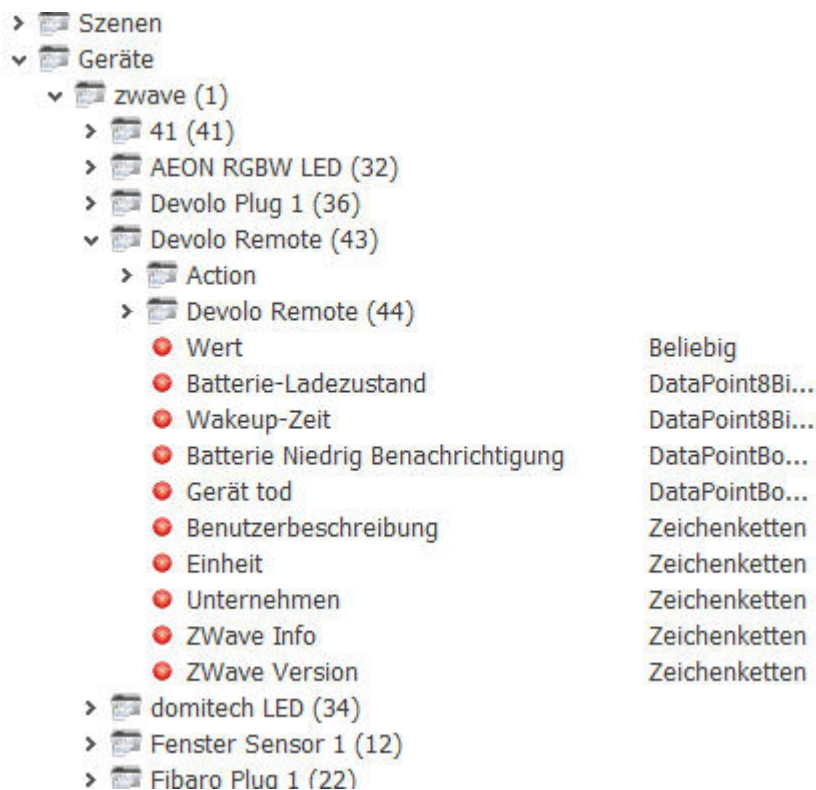 Szenen
Geräte
zwave (1)
41 (41)
AEON RGBW LED (32)
Devolo Plug 1 (36)
Devolo Remote (43)
Action
Devolo Remote (44)
Wert Beliebig
Batterie-Ladezustand DataPoint8Bi...
Wakeup-Zeit DataPoint8Bi...
Batterie Niedrig Benachrichtigung DataPointBo...
Gerät tod DataPointBo...
Benutzerbeschreibung Zeichenketten
Einheit Zeichenketten
Unternehmen Zeichenketten
ZWave Info Zeichenketten
ZWave Version Zeichenketten
domitech LED (34)
Fenster Sensor 1 (12)
Fibaro Plug 1 (22)